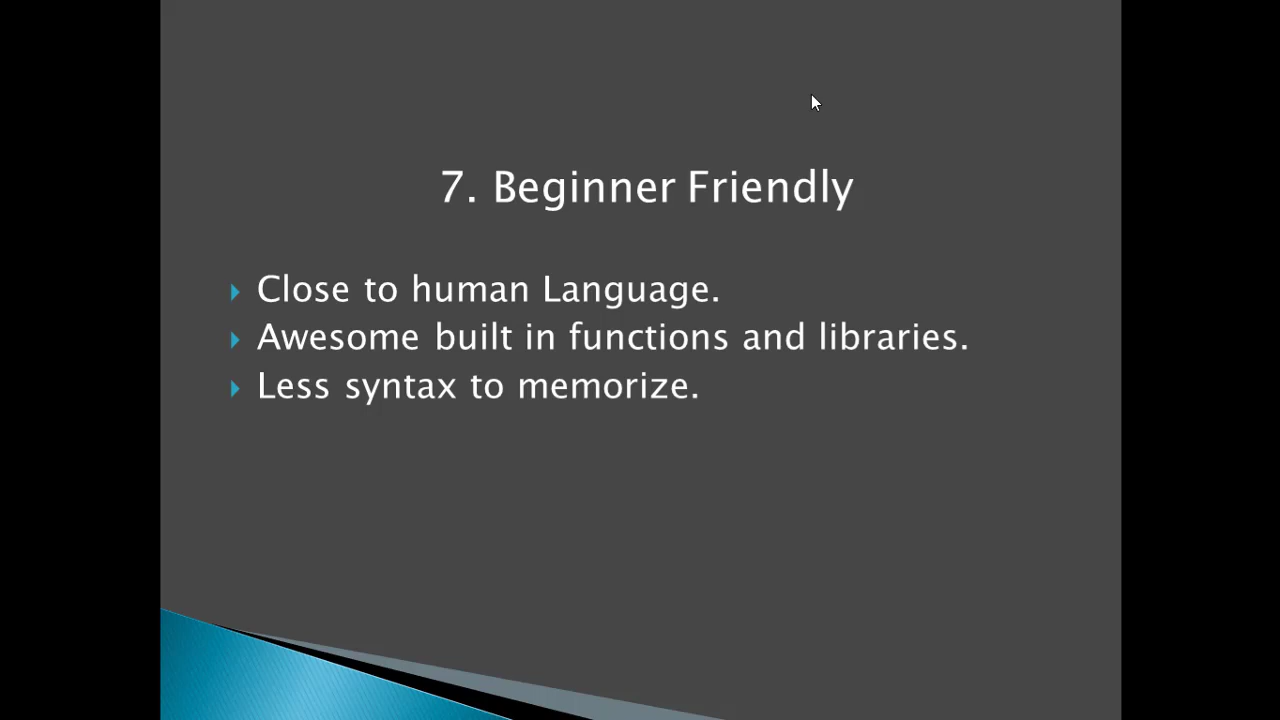 7. Beginner Friendly
Close to human Language.
Awesome built in functions and libraries.
Less syntax to memorize.